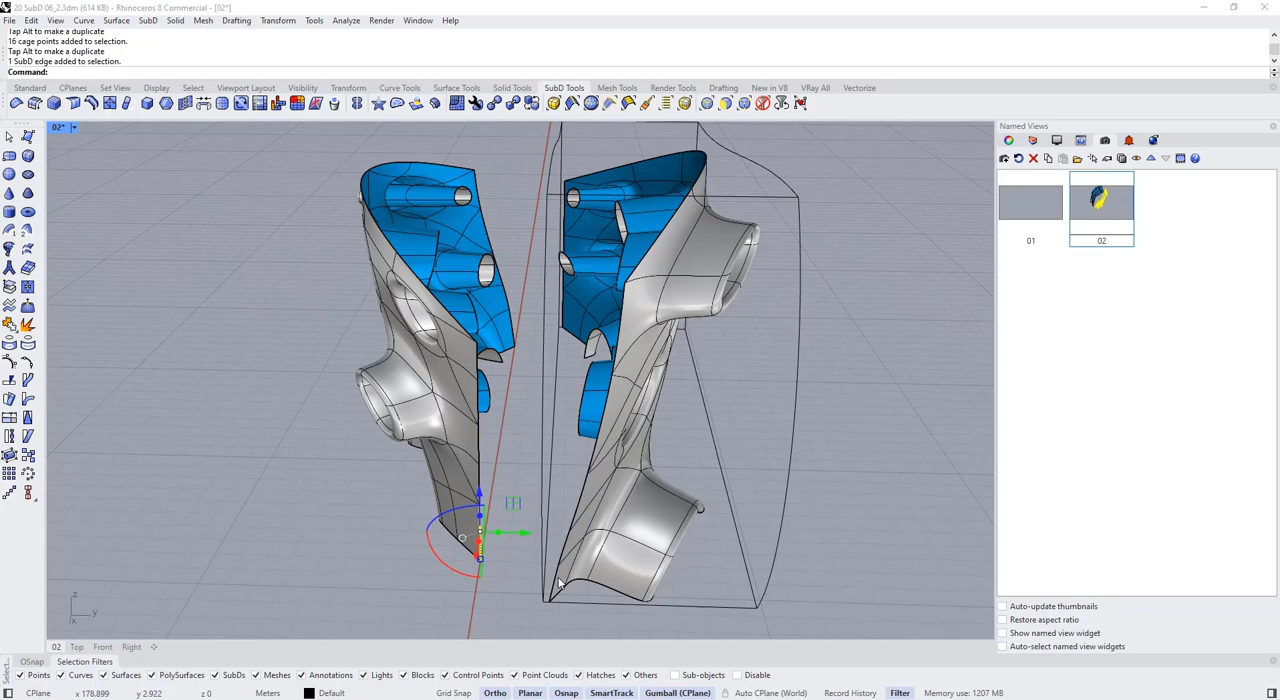 20 SubD 06_2.3dm (614 KB) - Rhinoceros 8 Commercial - [02*]
File Edit View Curve Surface SubD Solid Mesh Drafting Transform Tools Analyze Render Window Help
Tap Alt to make a duplicate
16 cage points added to selection.
Tap Alt to make a duplicate
1 SubD edge added to selection.
Command:
Standard CPlanes Set View Display Select Viewport Layout Visibility Transform Curve Tools Surface Tools Solid Tools SubD Tools Mesh Tools Render Tools Drafting New in V8 VRay All Vectorize
02*
Named Views
01
02
z
y
x
Auto-update thumbnails
Restore aspect ratio
Show named view widget
Auto-select named view widgets
02 Top Front Right
OSnap Selection Filters
Select...
Points Curves Surfaces PolySurfaces SubDs Meshes Annotations Lights Blocks Control Points Point Clouds Hatches Others Sub-objects Disable
CPlane x 178.899 y 2.922 z 0 Meters Default Grid Snap Ortho Planar Osnap SmartTrack Gumball (CPlane) Auto CPlane (World) Record History Filter Memory use: 1207 MB